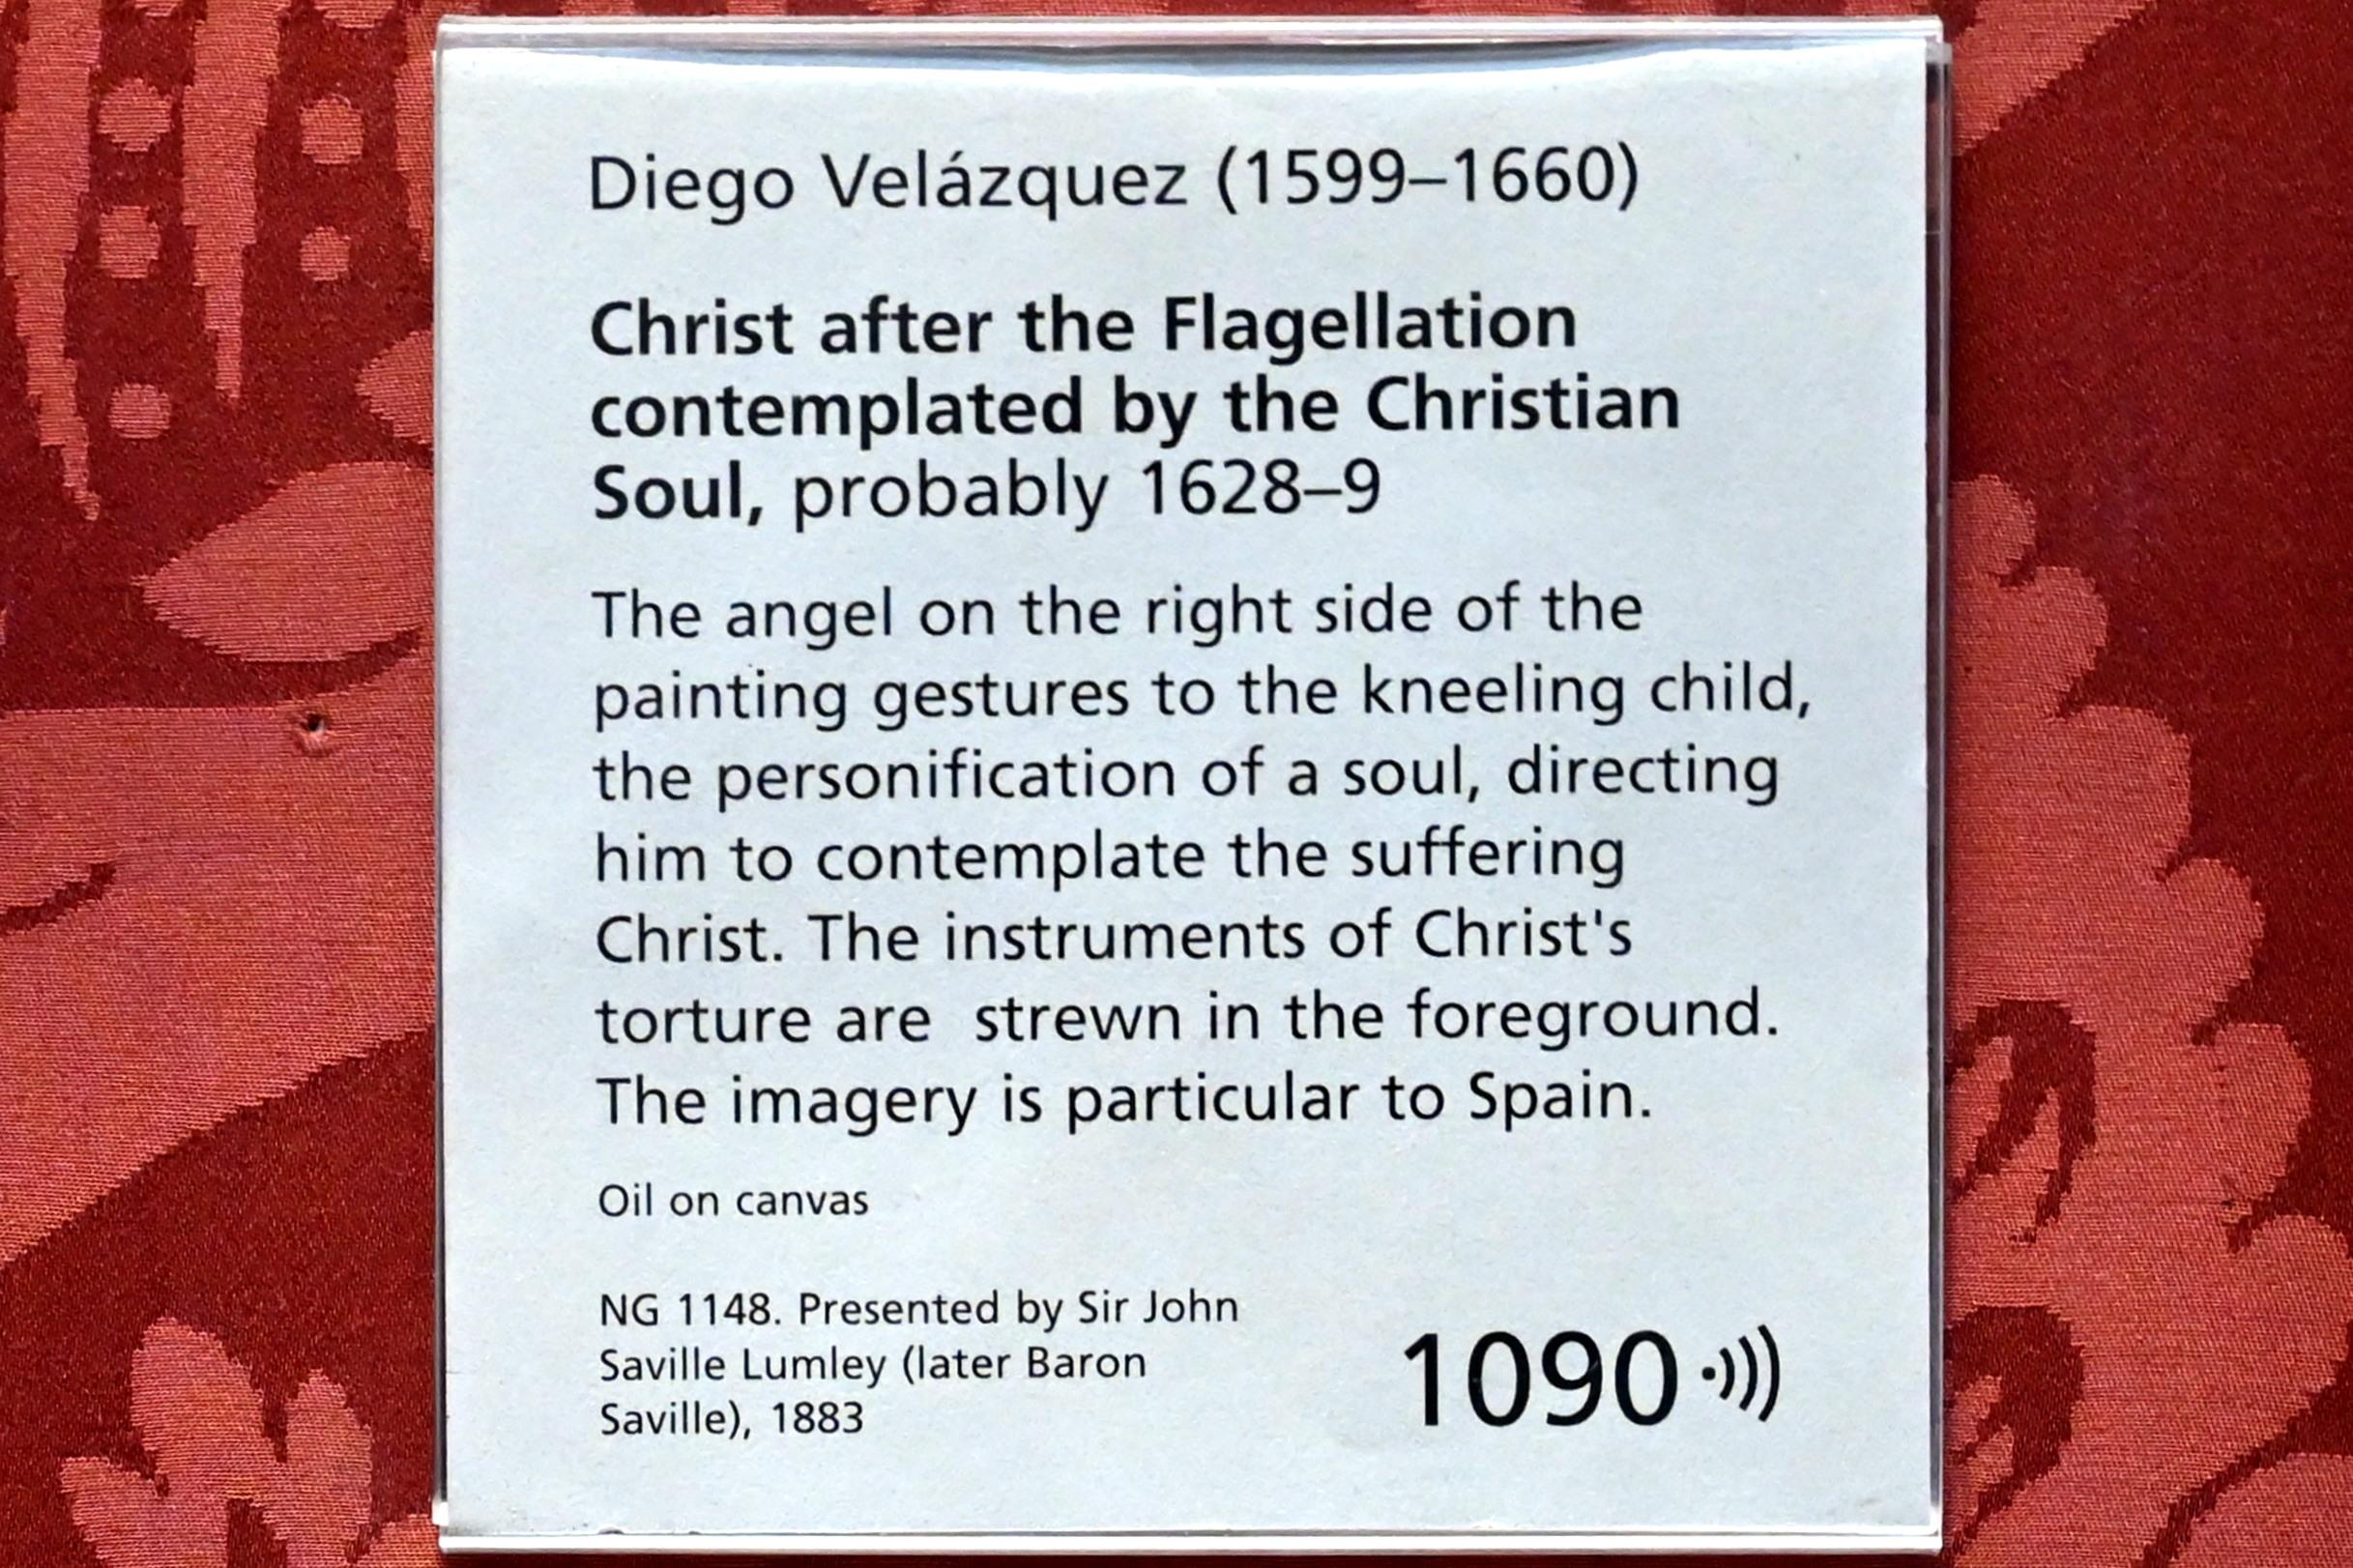 Diego Velázquez (1599–1660)
Christ after the Flagellation
contemplated by the Christian
Soul, probably 1628–9
The angel on the right side of the
painting gestures to the kneeling child,
the personification of a soul, directing
him to contemplate the suffering
Christ. The instruments of Christ's
torture are  strewn in the foreground.
The imagery is particular to Spain.
Oil on canvas
NG 1148. Presented by Sir John
Saville Lumley (later Baron
Saville), 1883
1090